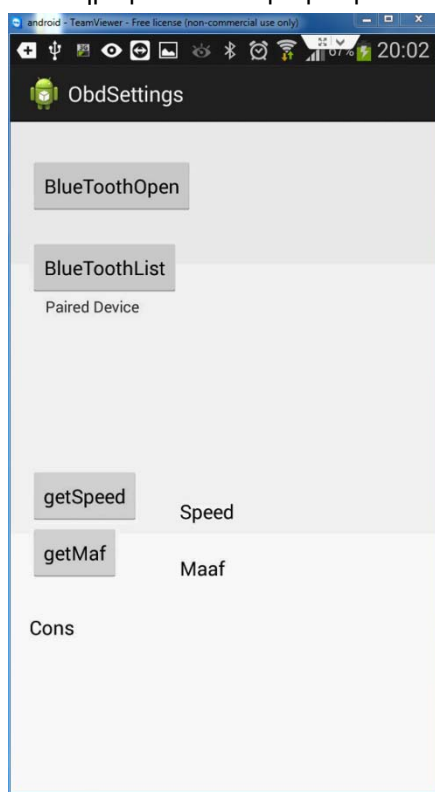 android - TeamViewer - Free license (non-commercial use only)
67% 20:02
ObdSettings
BlueToothOpen
BlueToothList
Paired Device
getSpeed
Speed
getMaf
Maaf
Cons